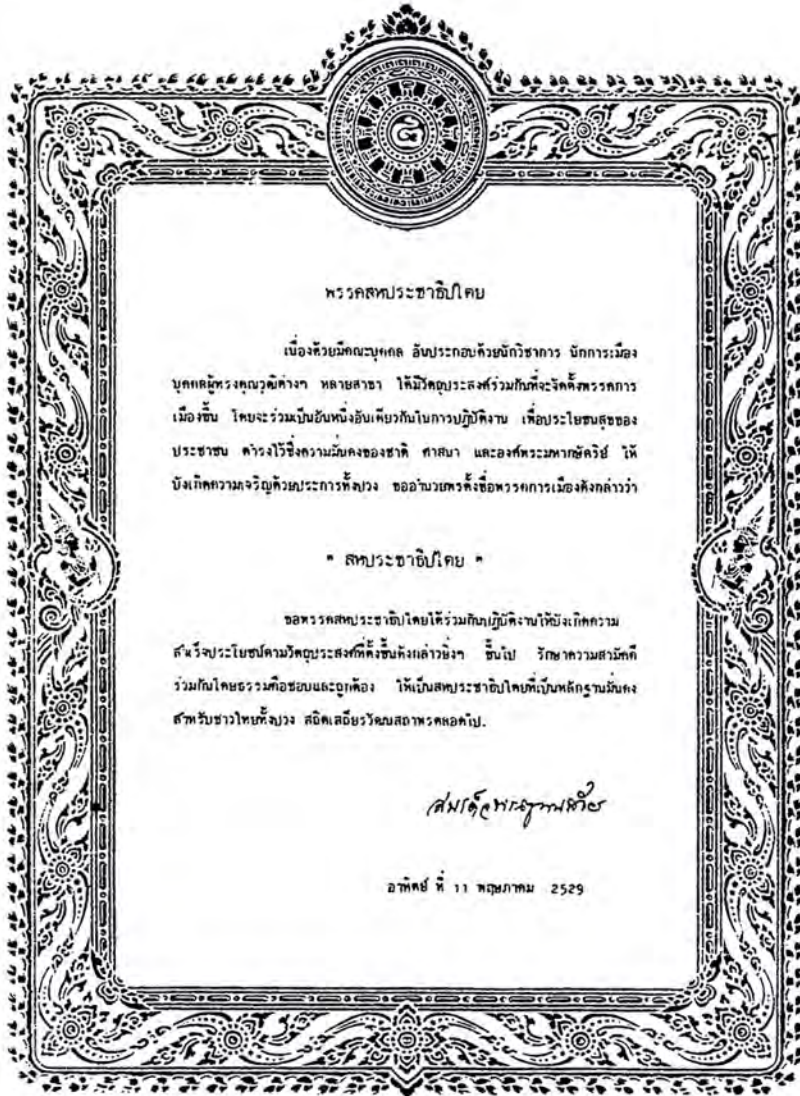 พรรคสหประชาธิปไตย
เนื่องด้วยมีคณะบุคคล อันประกอบด้วยนักวิชาการ นักการเมือง
บุคคลผู้ทรงคุณวุฒิต่างๆ หลายสาขา ได้มีวัตถุประสงค์ร่วมกันที่จะจัดตั้งพรรคการ
เมืองขึ้น โดยจะร่วมเป็นอันหนึ่งอันเดียวกันในการปฏิบัติงาน เพื่อประโยชน์สุขของ
ประชาชน ดำรงไว้ซึ่งความมั่นคงของชาติ ศาสนา และองค์พระมหากษัตริย์ ให้
บังเกิดความเจริญด้วยประการทั้งปวง ขออำนวยพรตั้งชื่อพรรคการเมืองดังกล่าวว่า
" สหประชาธิปไตย "
ขอพรรคสหประชาธิปไตยได้ร่วมกันปฏิบัติงานให้บังเกิดความ
สำเร็จประโยชน์ตามวัตถุประสงค์ที่ตั้งขึ้นดังกล่าวยิ่งๆ ขึ้นไป รักษาความสามัคคี
ร่วมกันโดยธรรมคือชอบและถูกต้อง ให้เป็นสหประชาธิปไตยที่เป็นหลักฐานมั่นคง
สำหรับชาวไทยทั้งปวง สถิตเสถียรวัฒนสถาพรตลอดไป.
อาทิตย์ ที่ 11 พฤษภาคม 2529